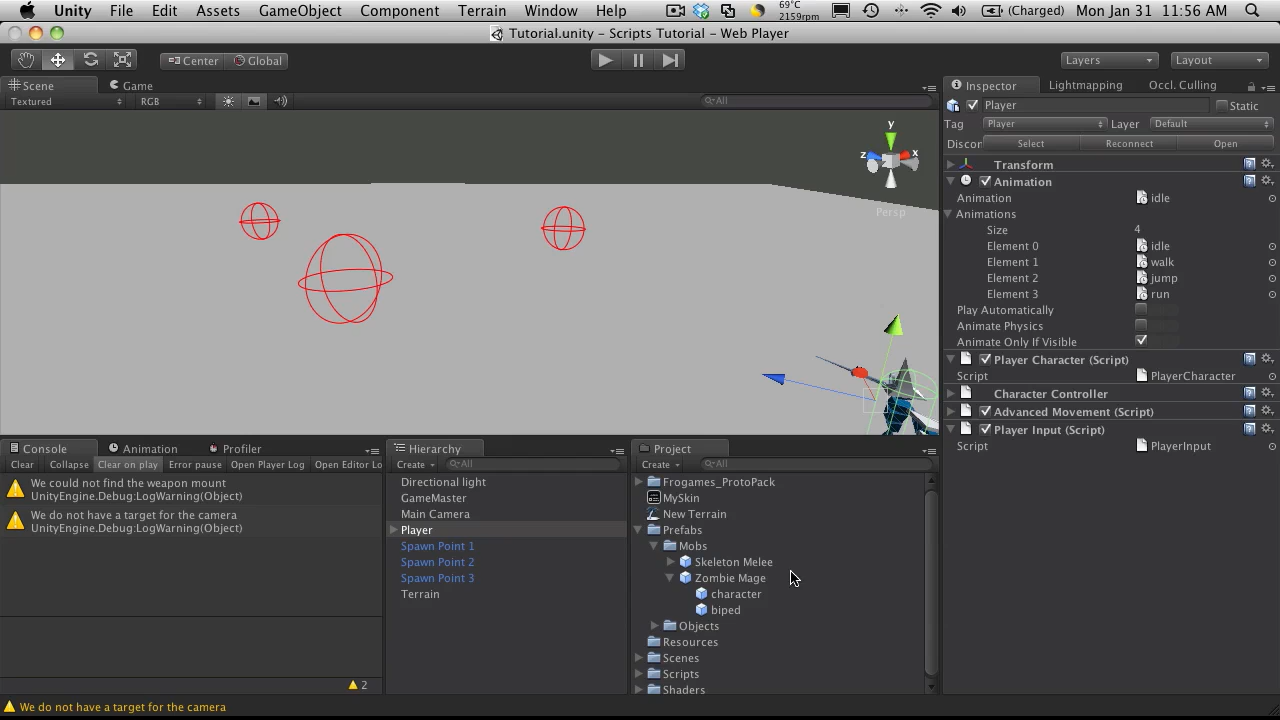 Unity File Edit Assets GameObject Component Terrain Window Help 69°C 2159rpm (Charged) Mon Jan 31 11:56 AM
Tutorial.unity – Scripts Tutorial – Web Player
Center Global Layers Layout
Scene Game
Textured RGB All
y
z x
Persp
Inspector Lightmapping Occl. Culling
Player Static
Tag Player Layer Default
Discor Select Reconnect Open
Transform
Animation
Animation idle
Animations
Size 4
Element 0 idle
Element 1 walk
Element 2 jump
Element 3 run
Play Automatically
Animate Physics
Animate Only If Visible
Player Character (Script)
Script PlayerCharacter
Character Controller
Advanced Movement (Script)
Player Input (Script)
Script PlayerInput
Console Animation Profiler
Clear Collapse Clear on play Error pause Open Player Log Open Editor Lo
We could not find the weapon mount
UnityEngine.Debug:LogWarning(Object)
We do not have a target for the camera
UnityEngine.Debug:LogWarning(Object)
2
Hierarchy
Create All
Directional light
GameMaster
Main Camera
Player
Spawn Point 1
Spawn Point 2
Spawn Point 3
Terrain
Project
Create All
Frogames_ProtoPack
MySkin
New Terrain
Prefabs
Mobs
Skeleton Melee
Zombie Mage
character
biped
Objects
Resources
Scenes
Scripts
Shaders
We do not have a target for the camera